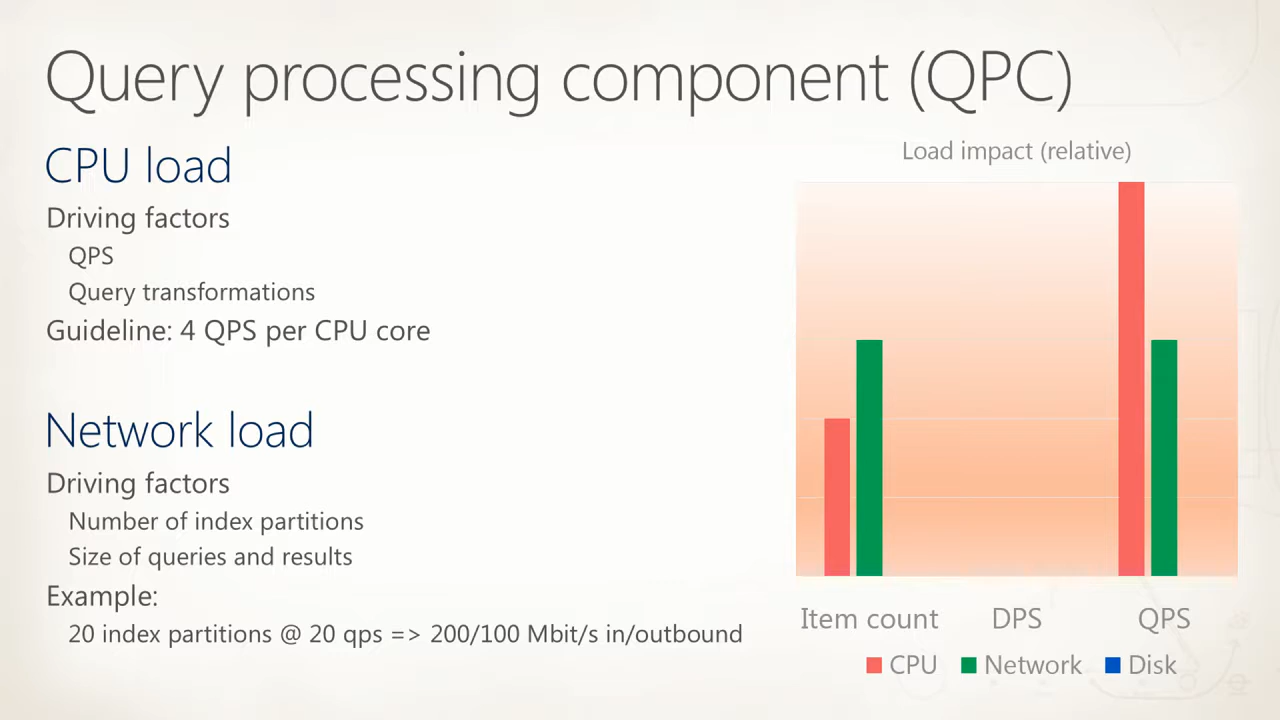 Query processing component (QPC)
CPU load
Driving factors
QPS
Query transformations
Guideline: 4 QPS per CPU core
Network load
Driving factors
Number of index partitions
Size of queries and results
Example:
20 index partitions @ 20 qps => 200/100 Mbit/s in/outbound
Load impact (relative)
Item count DPS QPS
CPU Network Disk